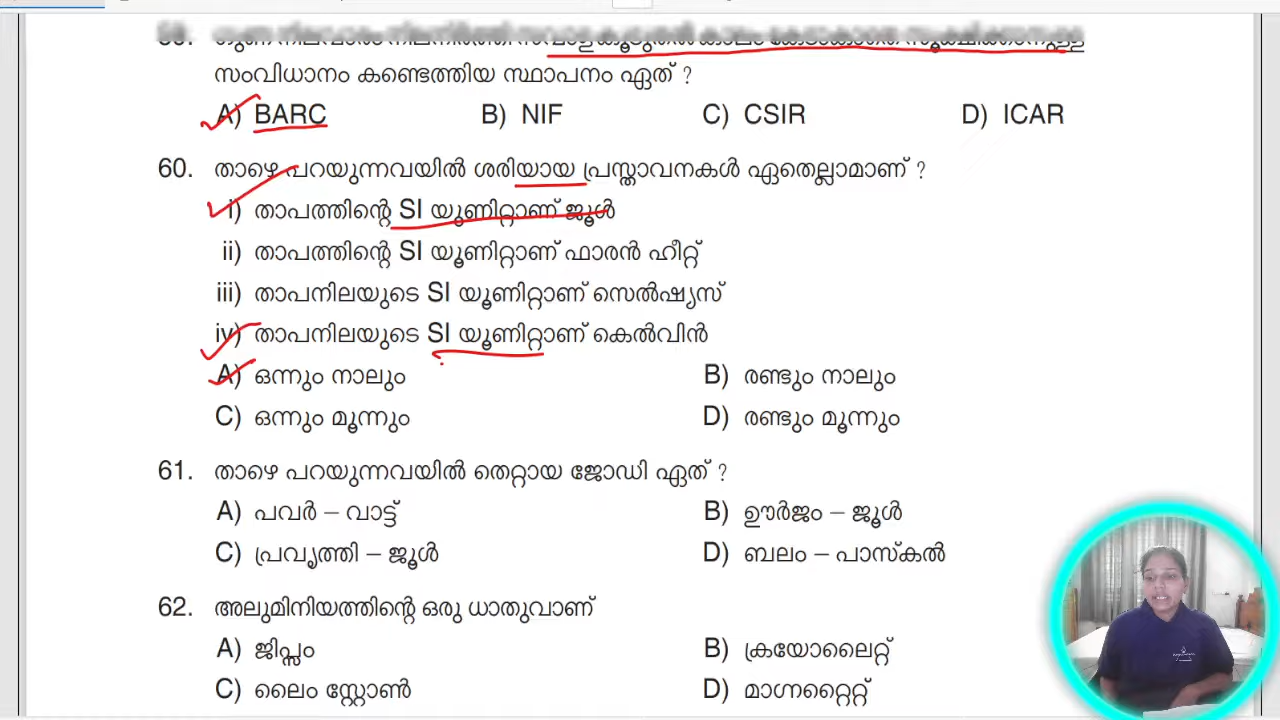 സംവിധാനം കണ്ടെത്തിയ സ്ഥാപനം ഏത് ?
A) BARC B) NIF C) CSIR D) ICAR
60. താഴെ പറയുന്നവയിൽ ശരിയായ പ്രസ്താവനകൾ ഏതെല്ലാമാണ് ?
i) താപത്തിന്റെ SI യൂണിറ്റാണ് ജൂൾ
ii) താപത്തിന്റെ SI യൂണിറ്റാണ് ഫാരൻ ഹീറ്റ്
iii) താപനിലയുടെ SI യൂണിറ്റാണ് സെൽഷ്യസ്
iv) താപനിലയുടെ SI യൂണിറ്റാണ് കെൽവിൻ
A) ഒന്നും നാലും B) രണ്ടും നാലും
C) ഒന്നും മൂന്നും D) രണ്ടും മൂന്നും
61. താഴെ പറയുന്നവയിൽ തെറ്റായ ജോഡി ഏത് ?
A) പവർ – വാട്ട് B) ഊർജം – ജൂൾ
C) പ്രവൃത്തി – ജൂൾ D) ബലം – പാസ്കൽ
62. അലുമിനിയത്തിന്റെ ഒരു ധാതുവാണ്
A) ജിപ്സം B) ക്രയോലൈറ്റ്
C) ലൈം സ്റ്റോൺ D) മാഗ്നറ്റൈറ്റ്